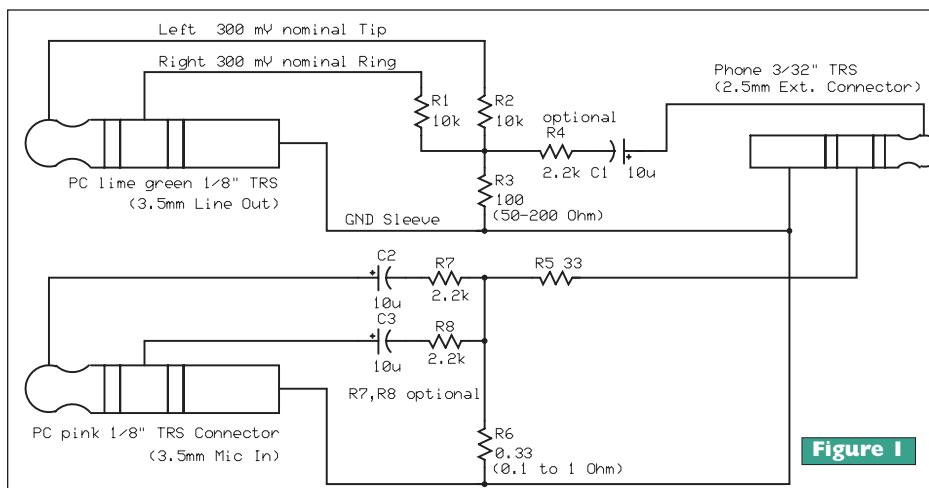 Left 300 mV nominal Tip
Right 300 mV nominal Ring
Phone 3/32" TRS
(2.5mm Ext. Connector)
R1
10k
R2
10k
optional
R4
2.2k
C1
10u
PC lime green 1/8" TRS
(3.5mm Line Out)
R3
100
(50-200 Ohm)
GND Sleeve
C2
10u
R7
2.2k
R5 33
C3
10u
R8
2.2k
R7,R8 optional
PC pink 1/8" TRS Connector
(3.5mm Mic In)
R6
0.33
(0.1 to 1 Ohm)
Figure 1